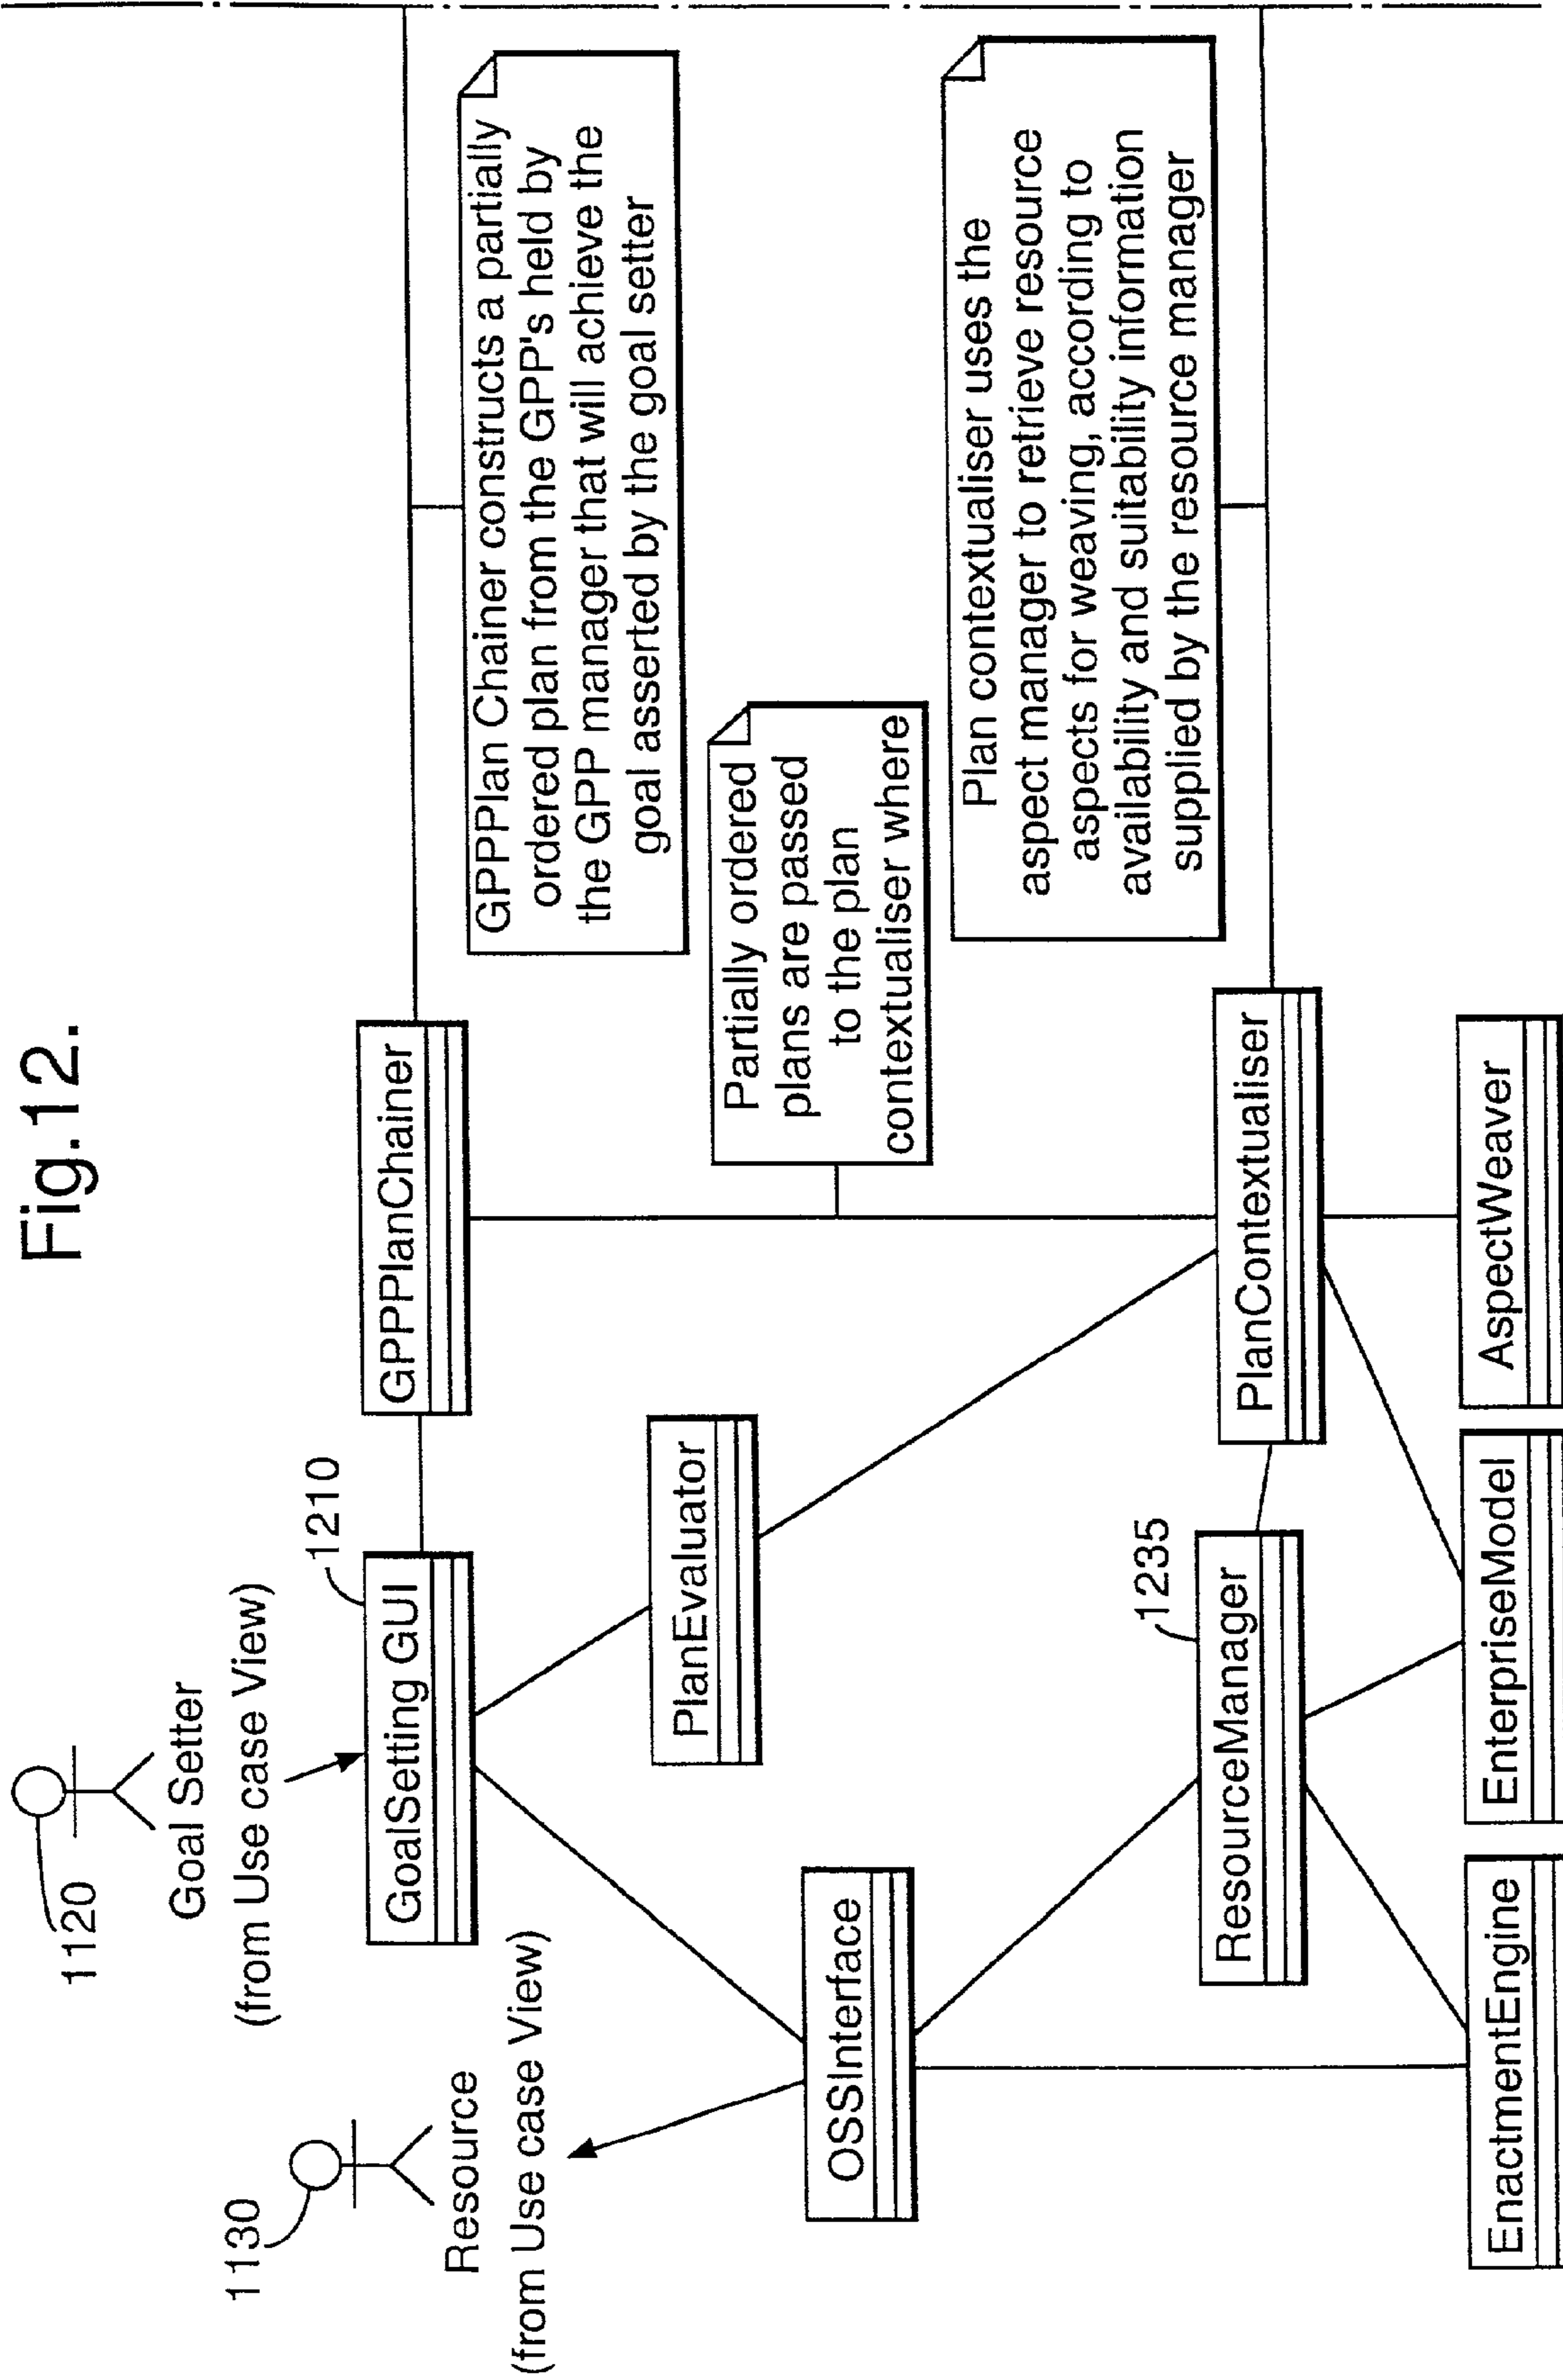 Fig.12.
1120
Goal Setter
(from Use case View)
1130
Resource
(from Use case View)
1210
GoalSetting GUI
GPPPlanChainer
GPPPlan Chainer constructs a partially
ordered plan from the GPP's held by
the GPP manager that will achieve the
goal asserted by the goal setter
PlanEvaluator
Partially ordered
plans are passed
to the plan
contextualiser where
OSSInterface
1235
ResourceManager
PlanContextualiser
Plan contextualiser uses the
aspect manager to retrieve resource
aspects for weaving, according to
availability and suitability information
supplied by the resource manager
EnactmentEngine
EnterpriseModel
AspectWeaver